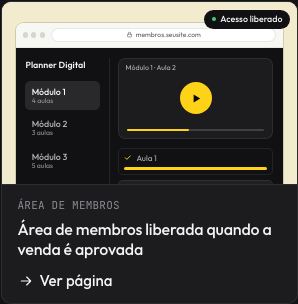 Acesso liberado
membros.seusite.com
Planner Digital
Módulo 1
4 aulas
Módulo 2
3 aulas
Módulo 3
5 aulas
Módulo 1 · Aula 2
Aula 1
ÁREA DE MEMBROS
Área de membros liberada quando a
venda é aprovada
→ Ver página